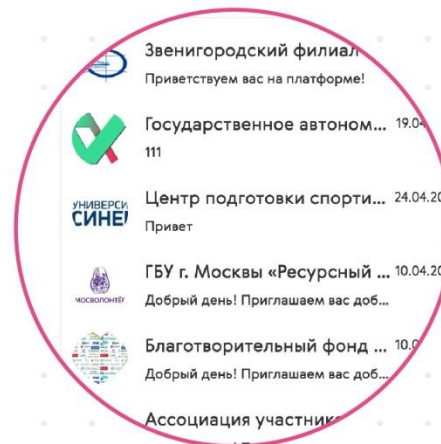 Звенигородский филиал
Приветствуем вас на платформе!
Государственное автоном... 19.04
111
УНИВЕРСИ
СИНЕ
Центр подготовки спорти... 24.04.20
Привет
МОСВОЛОНТЁР
ГБУ г. Москвы «Ресурсный ... 10.04.20
Добрый день! Приглашаем вас доб...
Благотворительный фонд ... 10.0
Добрый день! Приглашаем вас доб...
Ассоциация участнико